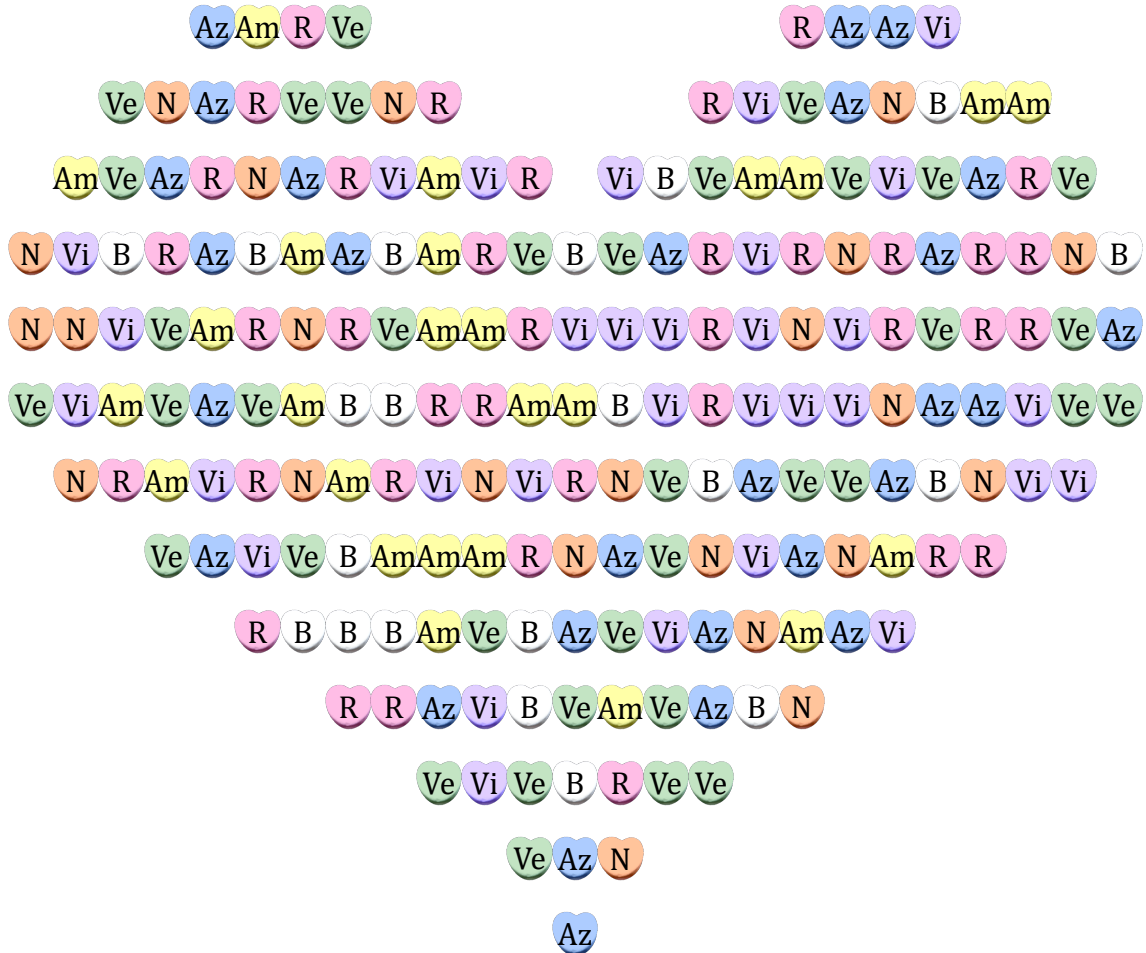 Az Am R Ve R Az Az Vi
Ve N Az R Ve Ve N R R Vi Ve Az N B Am Am
Am Ve Az R N Az R Vi Am Vi R Vi B Ve Am Am Ve Vi Ve Az R Ve
N Vi B R Az B Am Az B Am R Ve B Ve Az R Vi R N R Az R R N B
N N Vi Ve Am R N R Ve Am Am R Vi Vi Vi R Vi N Vi R Ve R R Ve Az
Ve Vi Am Ve Az Ve Am B B R R Am Am B Vi R Vi Vi Vi N Az Az Vi Ve Ve
N R Am Vi R N Am R Vi N Vi R N Ve B Az Ve Ve Az B N Vi Vi
Ve Az Vi Ve B Am Am Am R N Az Ve N Vi Az N Am R R
R B B B Am Ve B Az Ve Vi Az N Am Az Vi
R R Az Vi B Ve Am Ve Az B N
Ve Vi Ve B R Ve Ve
Ve Az N
Az